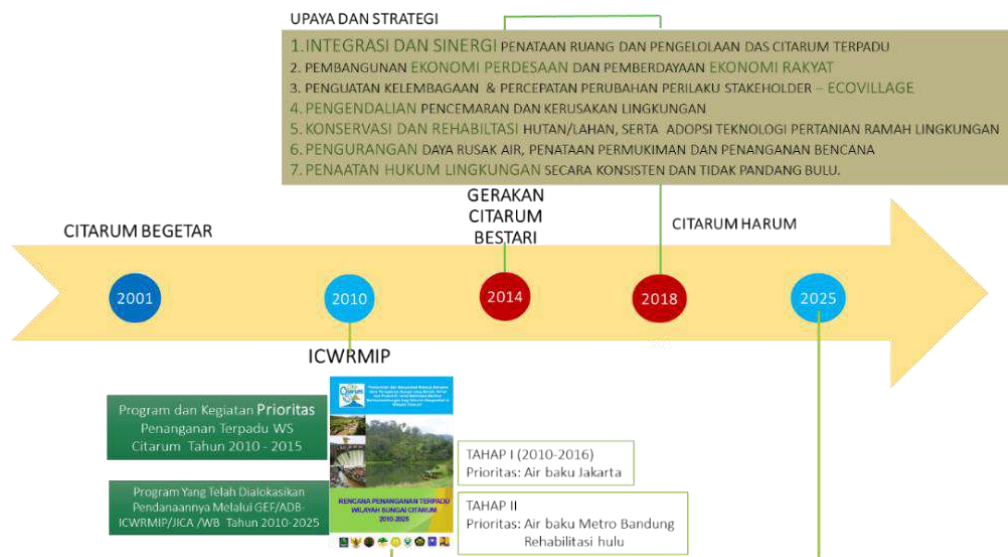 UPAYA DAN STRATEGI
1. INTEGRASI DAN SINERGI PENATAAN RUANG DAN PENGELOLAAN DAS CITARUM TERPADU
2. PEMBANGUNAN EKONOMI PERDESAAN DAN PEMBERDAYAAN EKONOMI RAKYAT
3. PENGUATAN KELEMBAGAAN & PERCEPATAN PERUBAHAN PERILAKU STAKEHOLDER – ECOVILLAGE
4. PENGENDALIAN PENCEMARAN DAN KERUSAKAN LINGKUNGAN
5. KONSERVASI DAN REHABILTASI HUTAN/LAHAN, SERTA ADOPSI TEKNOLOGI PERTANIAN RAMAH LINGKUNGAN
6. PENGURANGAN DAYA RUSAK AIR, PENATAAN PERMUKIMAN DAN PENANGANAN BENCANA
7. PENAATAN HUKUM LINGKUNGAN SECARA KONSISTEN DAN TIDAK PANDANG BULU.
CITARUM BEGETAR
GERAKAN
CITARUM
BESTARI
CITARUM HARUM
2001
2010
2014
2018
2025
ICWRMIP
Program dan Kegiatan Prioritas
Penanganan Terpadu WS
Citarum Tahun 2010 - 2015
Program Yang Telah Dialokasikan
Pendanaannya Melalui GEF/ADB-
ICWRMIP/JICA /WB Tahun 2010-2025
Citarum
RENCANA PENANGANAN TERPADU
WILAYAH SUNGAI CITARUM
2010-2025
TAHAP I (2010-2016)
Prioritas: Air baku Jakarta
TAHAP II
Prioritas: Air baku Metro Bandung
Rehabilitasi hulu